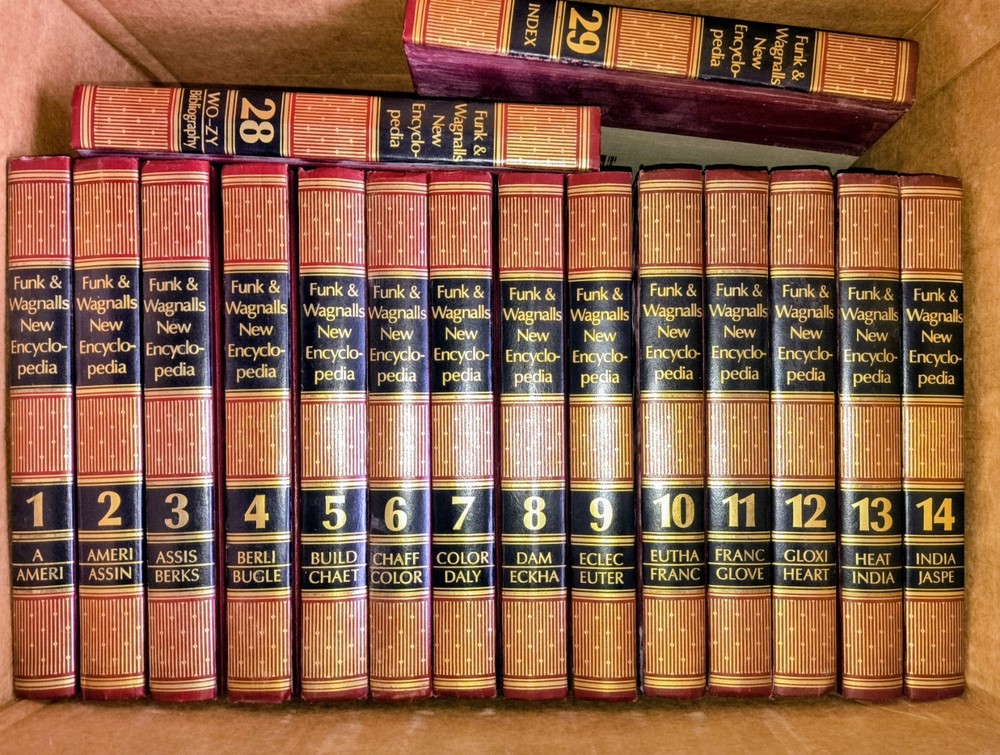 29
INDEX
Funk &
Wagnalls
New
Encyclo-
pedia
28
WO-ZY
Bibliography
Funk &
Wagnalls
New
Encyclo-
pedia
Funk &
Wagnalls
New
Encyclo-
pedia
1
A
AMERI
Funk &
Wagnalls
New
Encyclo-
pedia
2
AMERI
ASSIN
Funk &
Wagnalls
New
Encyclo-
pedia
3
ASSIS
BERKS
Funk &
Wagnalls
New
Encyclo-
pedia
4
BERLI
BUGLE
Funk &
Wagnalls
New
Encyclo-
pedia
5
BUILD
CHAET
Funk &
Wagnalls
New
Encyclo-
pedia
6
CHAFF
COLOR
Funk &
Wagnalls
New
Encyclo-
pedia
7
COLOR
DALY
Funk &
Wagnalls
New
Encyclo-
pedia
8
DAM
ECKHA
Funk &
Wagnalls
New
Encyclo-
pedia
9
ECLEC
EUTER
Funk &
Wagnalls
New
Encyclo-
pedia
10
EUTHA
FRANC
Funk &
Wagnalls
New
Encyclo-
pedia
11
FRANC
GLOVE
Funk &
Wagnalls
New
Encyclo-
pedia
12
GLOXI
HEART
Funk &
Wagnalls
New
Encyclo-
pedia
13
HEAT
INDIA
Funk &
Wagnalls
New
Encyclo-
pedia
14
INDIA
JASPE